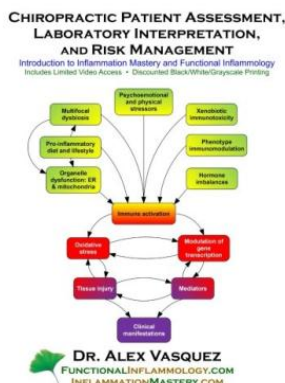 CHIROPRACTIC PATIENT ASSESSMENT,
LABORATORY INTERPRETATION,
AND RISK MANAGEMENT
Introduction to Inflammation Mastery and Functional Inflammology
Includes Limited Video Access • Discounted Black/White/Grayscale Printing
Psychoemotional
and physical
stressors
Multifocal
dysbiosis
Xenobiotic
immunotoxicity
Pro-inflammatory
diet and lifestyle
Phenotype
immunomodulation
Organelle
dysfunction: ER
& mitochondria
Hormone
imbalances
Immune activation
Oxidative
stress
Modulation of
gene
transcription
Tissue injury
Mediators
Clinical
manifestations
DR. ALEX VASQUEZ
FUNCTIONALINFLAMMOLOGY.COM
INFLAMMATIONMASTERY.COM